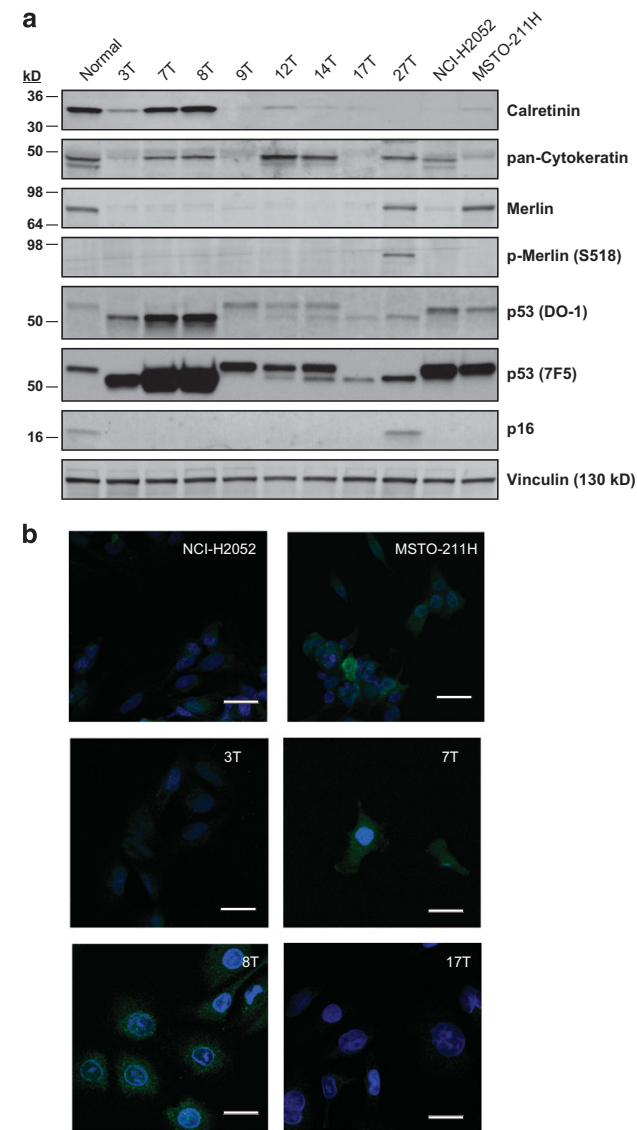 a
kD
Normal
3T
7T
8T
9T
12T
14T
17T
27T
NCI-H2052
MSTO-211H
36
30
Calretinin
50
pan-Cytokeratin
98
64
Merlin
98
p-Merlin (S518)
50
p53 (DO-1)
50
p53 (7F5)
16
p16
Vinculin (130 kD)
b
NCI-H2052
MSTO-211H
3T
7T
8T
17T